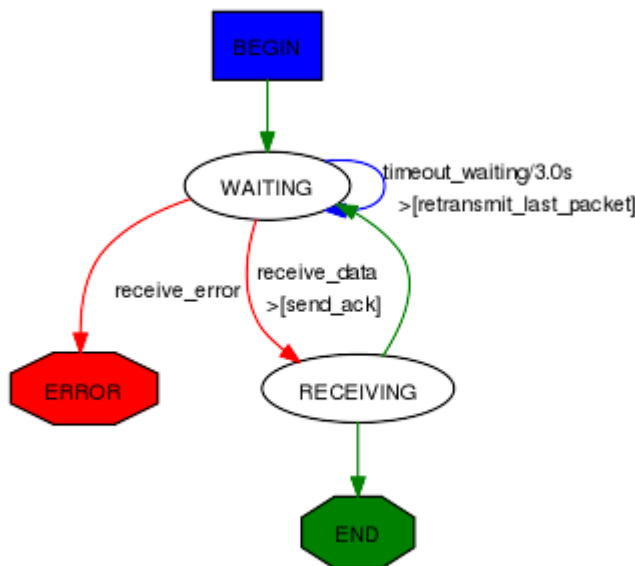 BEGIN
WAITING
timeout_waiting/3.0s
>[retransmit_last_packet]
receive_error
receive_data
>[send_ack]
ERROR
RECEIVING
END